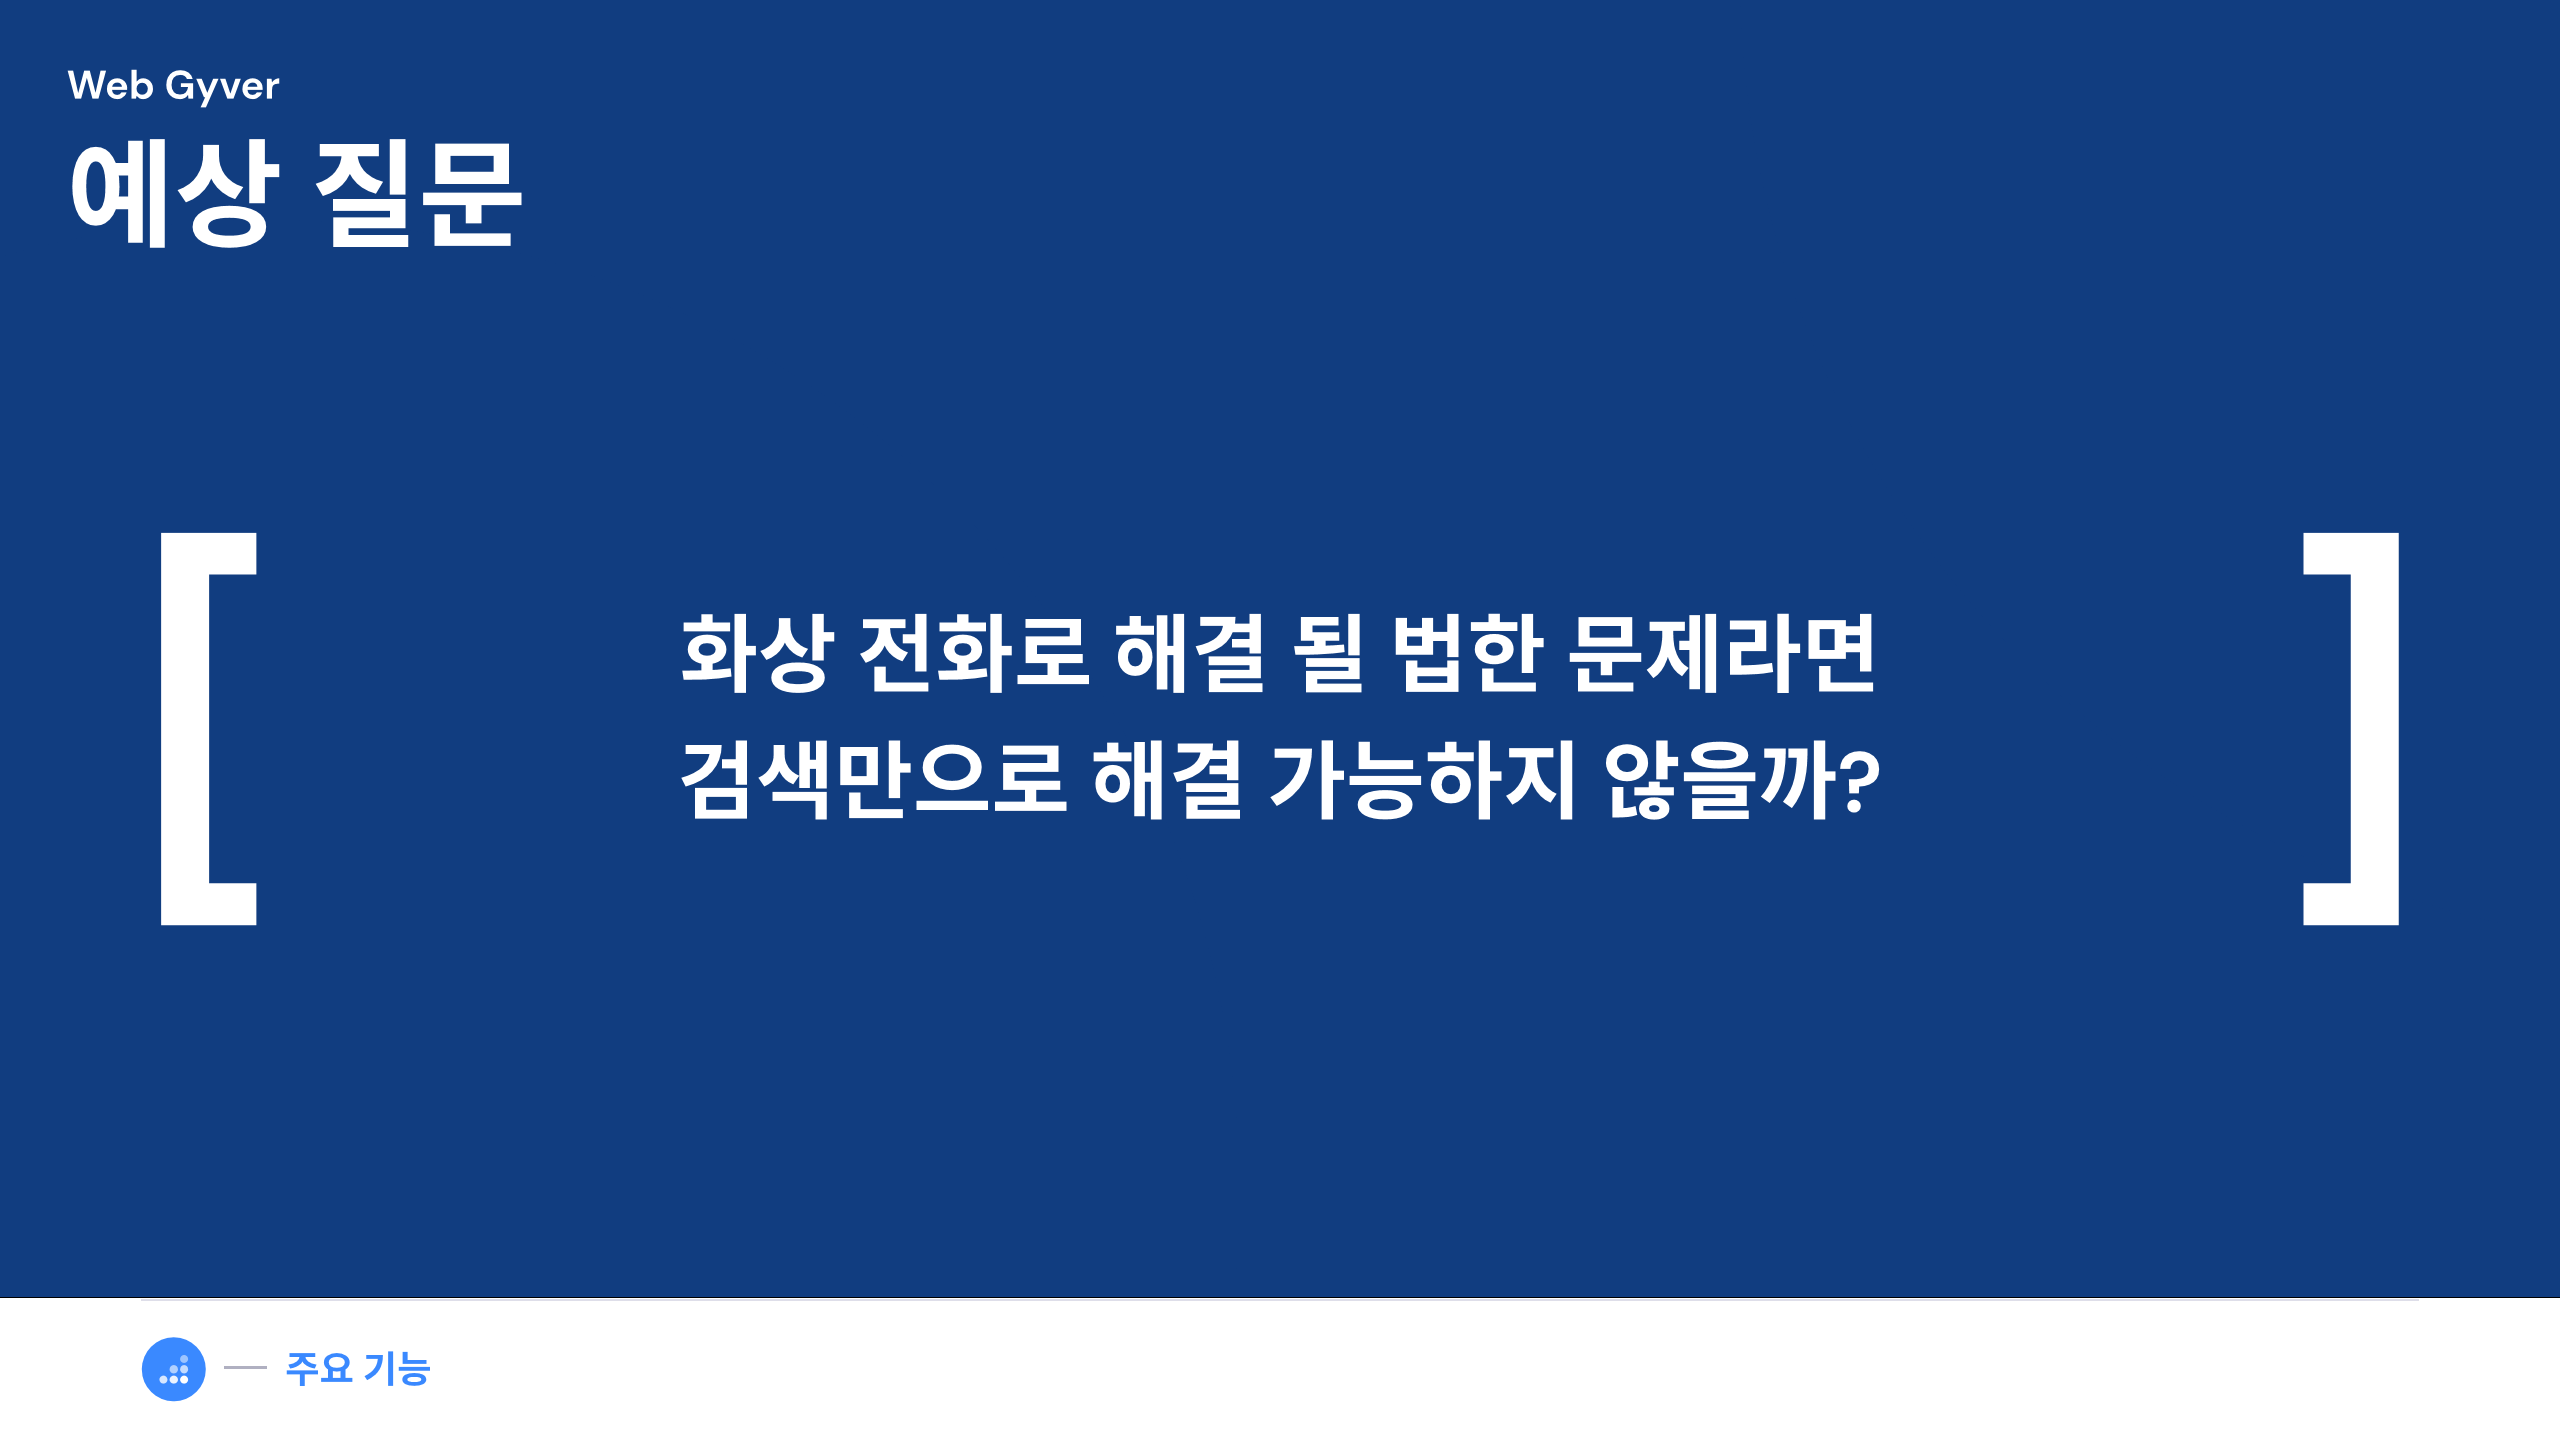 Web Gyver
예상 질문
[ ]
화상 전화로 해결 될 법한 문제라면
검색만으로 해결 가능하지 않을까?
주요 기능